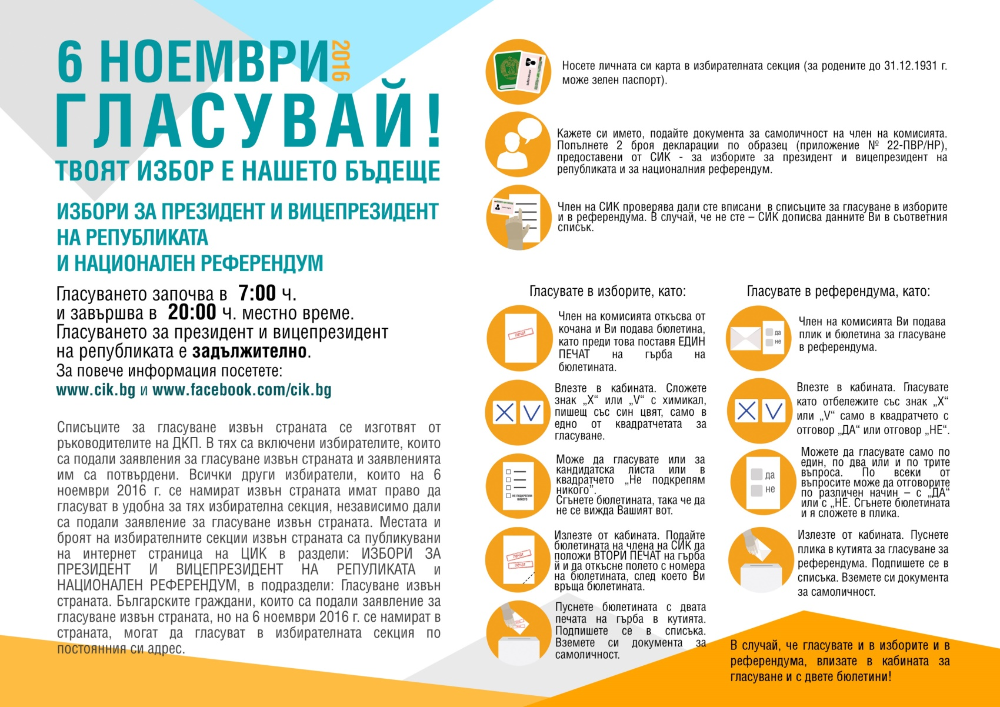 6 НОЕМВРИ 2016
ГЛАСУВАЙ!
ТВОЯТ ИЗБОР Е НАШЕТО БЪДЕЩЕ
ИЗБОРИ ЗА ПРЕЗИДЕНТ И ВИЦЕПРЕЗИДЕНТ
НА РЕПУБЛИКАТА
И НАЦИОНАЛЕН РЕФЕРЕНДУМ
Гласуването започва в 7:00 ч.
и завършва в 20:00 ч. местно време.
Гласуването за президент и вицепрезидент
на републиката е задължително.
За повече информация посетете:
www.cik.bg и www.facebook.com/cik.bg
Списъците за гласуване извън страната се изготвят от
ръководителите на ДКП. В тях са включени избирателите, които
са подали заявления за гласуване извън страната и заявленията
им са потвърдени. Всички други избиратели, които на 6
ноември 2016 г. се намират извън страната имат право да
гласуват в удобна за тях избирателна секция, независимо дали
са подали заявление за гласуване извън страната. Местата и
броят на избирателните секции извън страната са публикувани
на интернет страница на ЦИК в раздели: ИЗБОРИ ЗА
ПРЕЗИДЕНТ И ВИЦЕПРЕЗИДЕНТ НА РЕПУЛИКАТА и
НАЦИОНАЛЕН РЕФЕРЕНДУМ, в подраздели: Гласуване извън
страната. Българските граждани, които са подали заявление за
гласуване извън страната, но на 6 ноември 2016 г. се намират в
страната, могат да гласуват в избирателната секция по
постоянния си адрес.
Носете личната си карта в избирателната секция (за родените до 31.12.1931 г.
може зелен паспорт).
Кажете си името, подайте документа за самоличност на член на комисията.
Попълнете 2 броя декларации по образец (приложение № 22-ПВР/НР),
предоставени от СИК - за изборите за президент и вицепрезидент на
републиката и за националния референдум.
Член на СИК проверява дали сте вписани в списъците за гласуване в изборите
и в референдума. В случай, че не сте – СИК дописва данните Ви в съответния
списък.
Гласувате в изборите, като:
печат
Член на комисията откъсва от
кочана и Ви подава бюлетина,
като преди това поставя ЕДИН
ПЕЧАТ на гърба на
бюлетината.
X V
Влезте в кабината. Сложете
знак „X“ или „V“ с химикал,
пишещ със син цвят, само в
едно от квадратчетата за
гласуване.
НЕ ПОДКРЕПЯМ
НИКОГО
Може да гласувате или за
кандидатска листа или в
квадратчето „Не подкрепям
никого”.
Сгънете бюлетината, така че да
не се вижда Вашият вот.
печат
печат
Излезте от кабината. Подайте
бюлетината на члена на СИК да
положи ВТОРИ ПЕЧАТ на гърба
й и да откъсне полето с номера
на бюлетината, след което Ви
връща бюлетината.
Пуснете бюлетината с двата
печата на гърба в кутията.
Подпишете се в списъка.
Вземете си документа за
самоличност.
Гласувате в референдума, като:
да
не
Член на комисията Ви подава
плик и бюлетина за гласуване
в референдума.
X V
Влезте в кабината. Гласувате
като отбележите със знак „X“
или „V“ само в квадратчето с
отговор „ДА“ или отговор „НЕ“.
да
не
Можете да гласувате само по
един, по два или и по трите
въпроса. По всеки от
въпросите може да отговорите
по различен начин – с „ДА“
или с „НЕ. Сгънете бюлетината
и я сложете в плика.
Излезте от кабината. Пуснете
плика в кутията за гласуване за
референдума. Подпишете се в
списъка. Вземете си документа
за самоличност.
В случай, че гласувате и в изборите и в
референдума, влизате в кабината за
гласуване и с двете бюлетини!